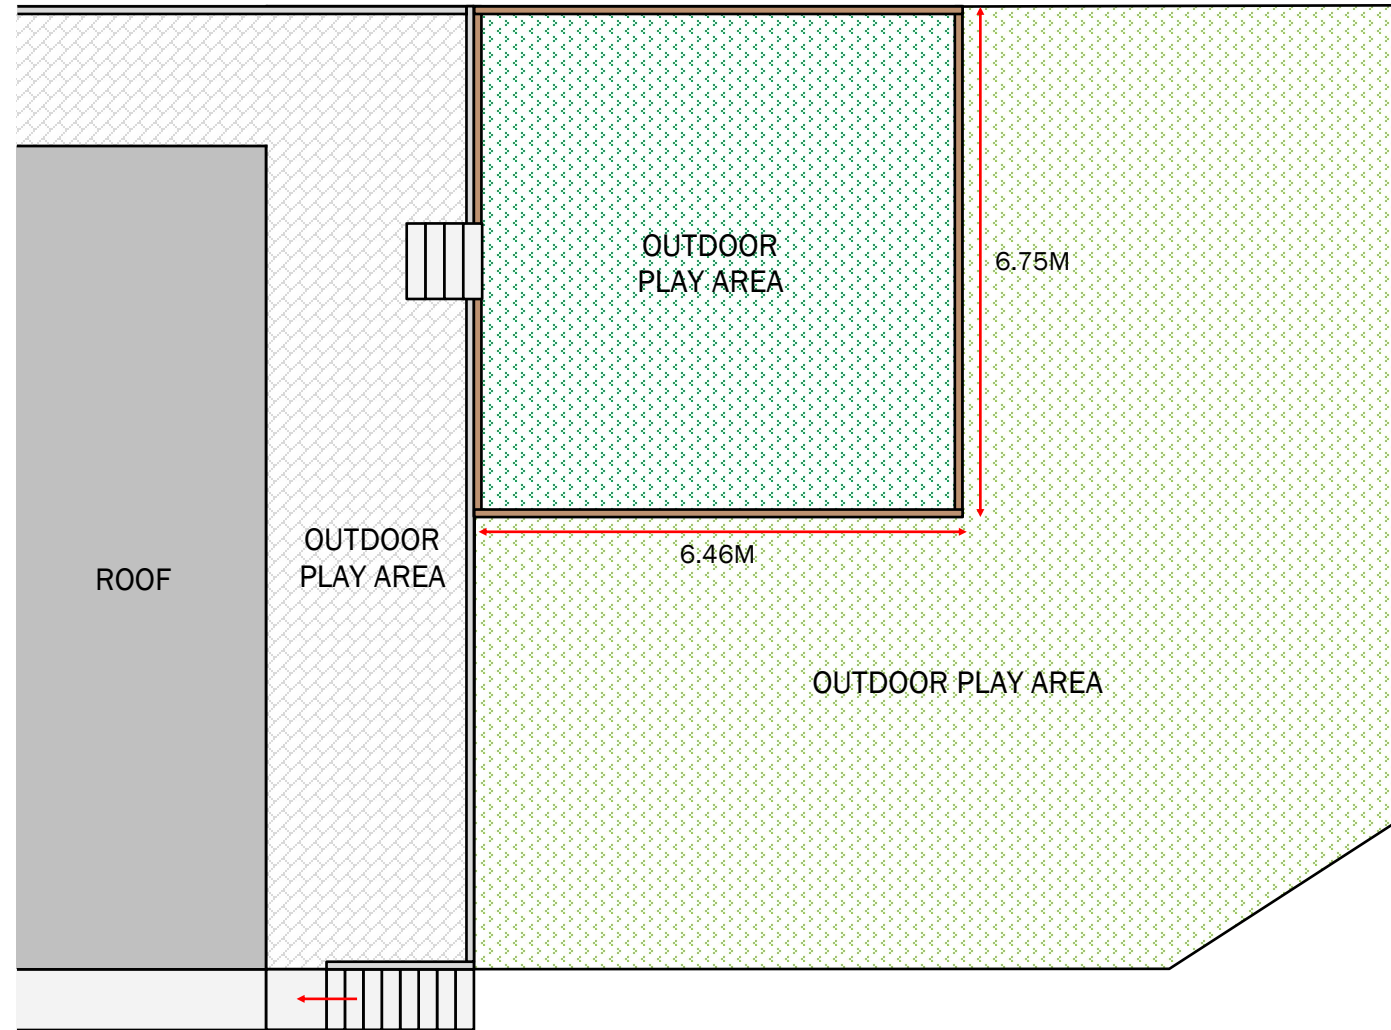 OUTDOOR
PLAY AREA
6.75M
6.46M
OUTDOOR
PLAY AREA
ROOF
OUTDOOR PLAY AREA